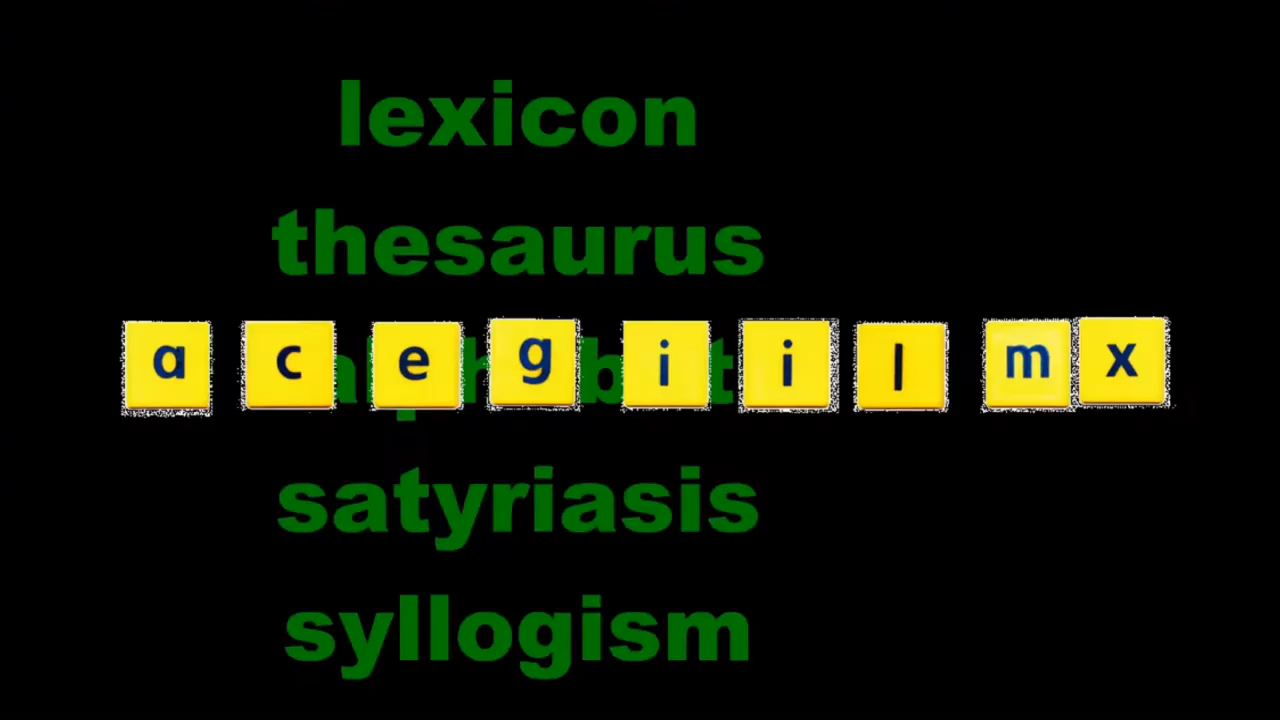 lexicon
thesaurus
a c e g i i l m x
satyriasis
syllogism